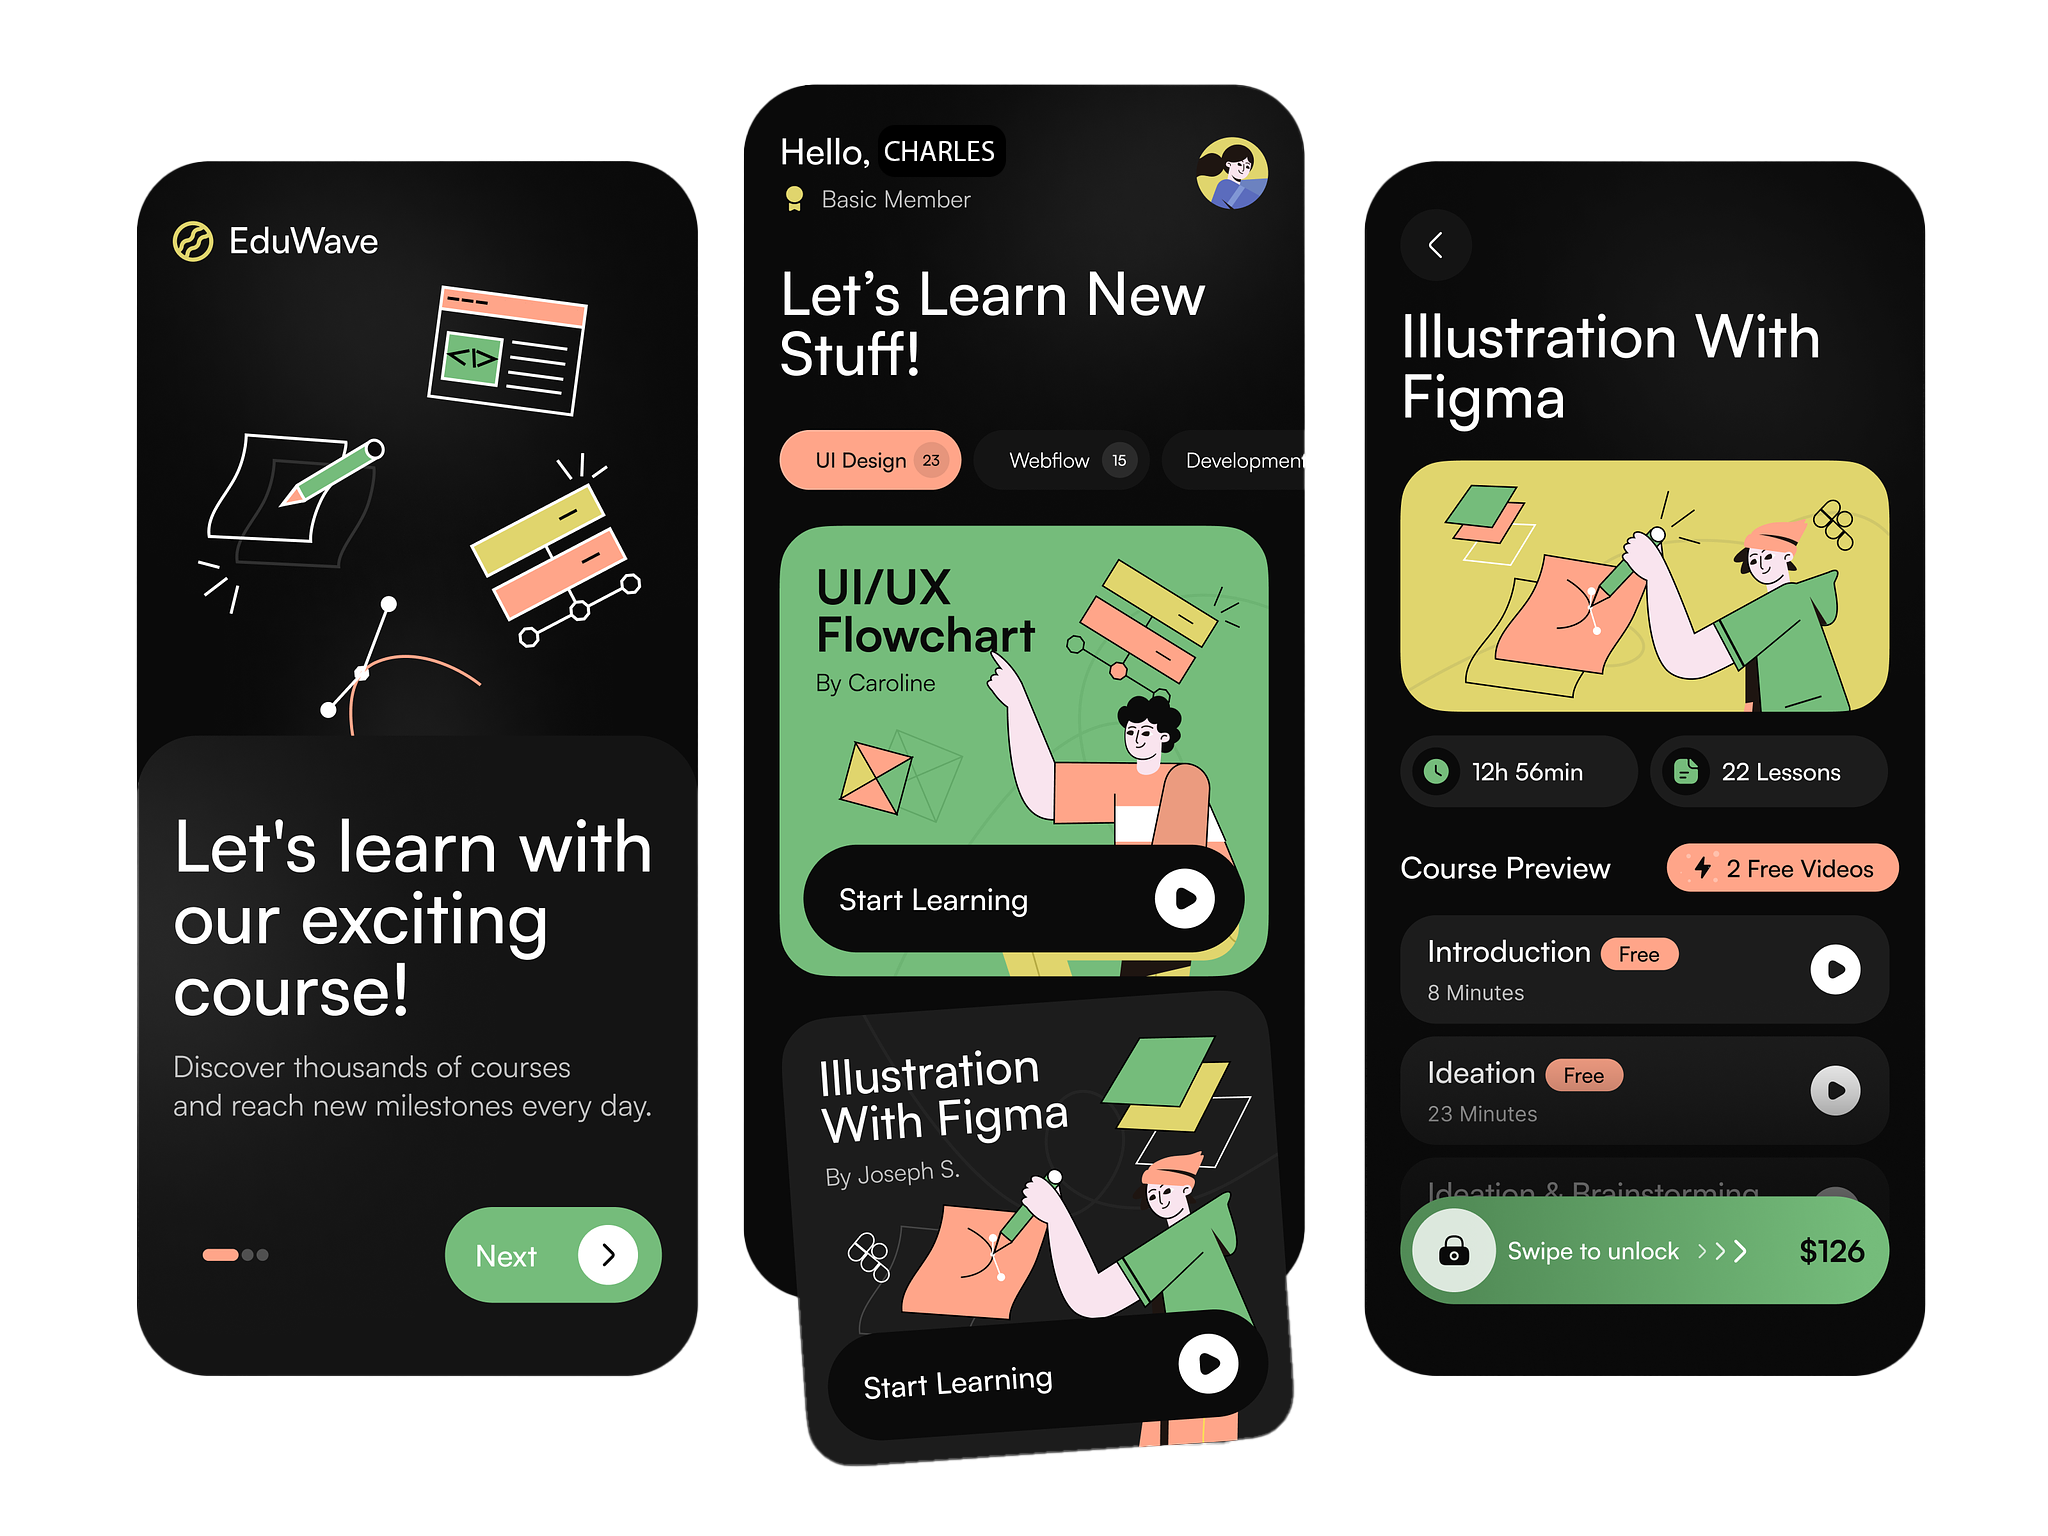 EduWave
</>
Let's learn with
our exciting
course!
Discover thousands of courses
and reach new milestones every day.
Next
Hello, CHARLES
Basic Member
Let’s Learn New
Stuff!
UI Design 23
Webflow 15
Development
UI/UX
Flowchart
By Caroline
Start Learning
Illustration
With Figma
By Joseph S.
Start Learning
Illustration With
Figma
12h 56min
22 Lessons
Course Preview
2 Free Videos
Introduction Free
8 Minutes
Ideation Free
23 Minutes
Ideation & Brainstorming
Swipe to unlock
$126